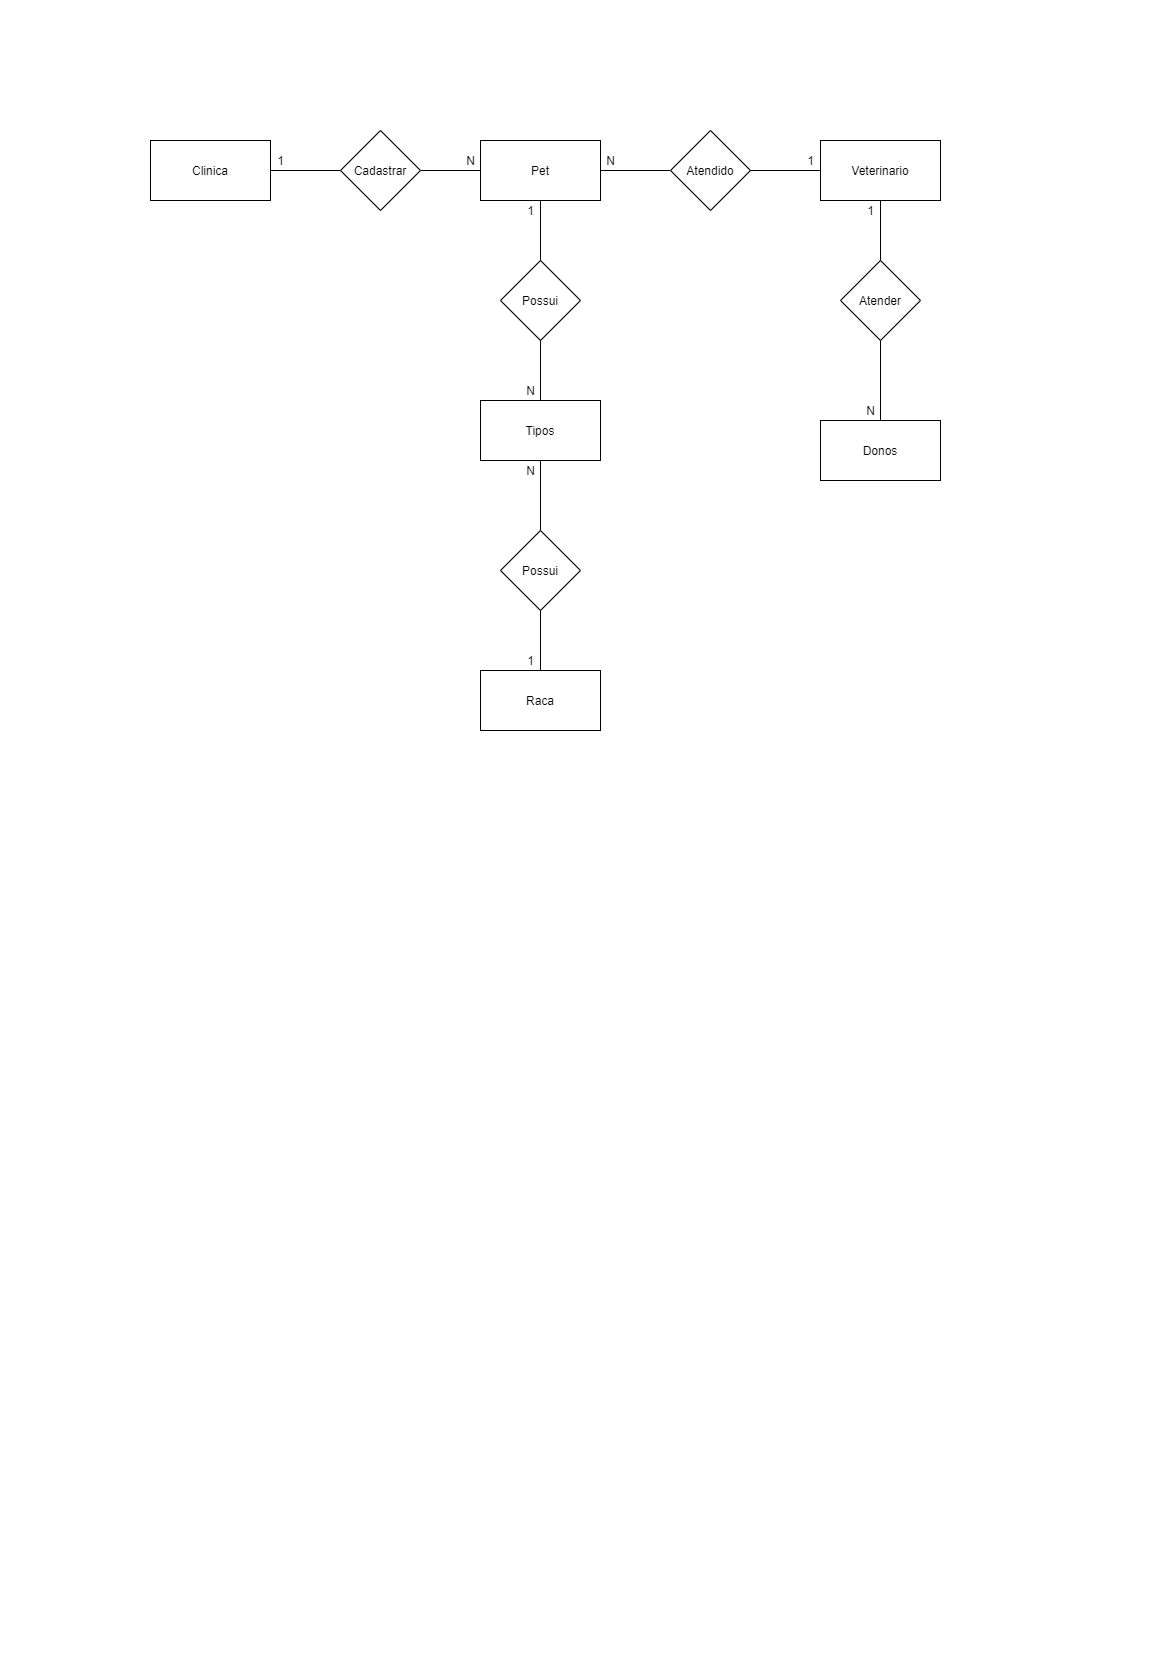 Clinica
1
Cadastrar
N
Pet
N
Atendido
1
Veterinario
1
1
Possui
Atender
N
N
Tipos
Donos
N
Possui
1
Raca